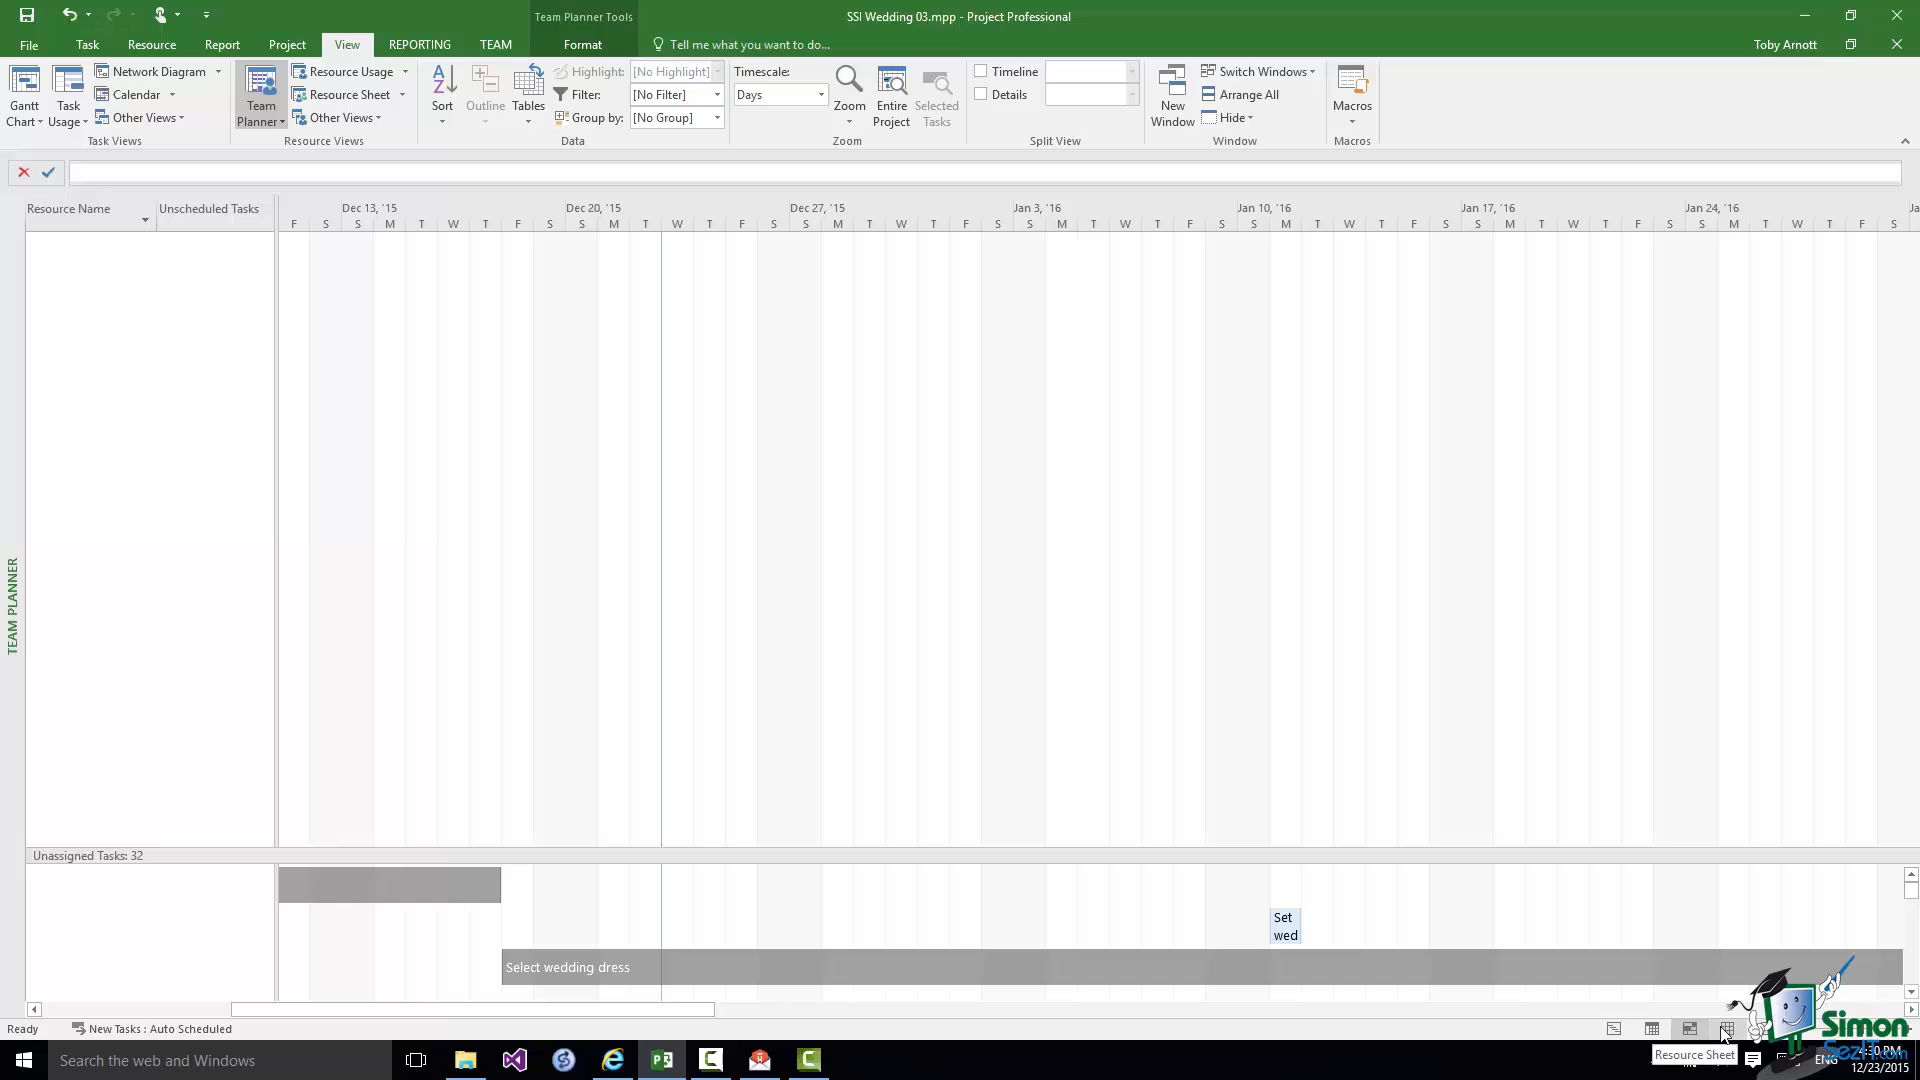 Team Planner Tools
SSI Wedding 03.mpp - Project Professional
File Task Resource Report Project View REPORTING TEAM Format Tell me what you want to do... Toby Arnott
Gantt Chart
Task Usage
Network Diagram
Calendar
Other Views
Task Views
Team Planner
Resource Usage
Resource Sheet
Other Views
Resource Views
Sort
Outline
Tables
Highlight: [No Highlight]
Filter: [No Filter]
Group by: [No Group]
Data
Timescale:
Days
Zoom
Entire Project
Selected Tasks
Zoom
Timeline
Details
Split View
New Window
Switch Windows
Arrange All
Hide
Window
Macros
Macros
Resource Name Unscheduled Tasks
Dec 13, '15 Dec 20, '15 Dec 27, '15 Jan 3, '16 Jan 10, '16 Jan 17, '16 Jan 24, '16 Ja
F S S M T W T F S S M T W T F S S M T W T F S S M T W T F S S M T W T F S S M T W T F S S M T W T F S
TEAM PLANNER
Unassigned Tasks: 32
Set
wed
Select wedding dress
Ready New Tasks : Auto Scheduled
Simon
SezIT.com
Resource Sheet
Search the web and Windows
ENG
4:30 PM
12/23/2015